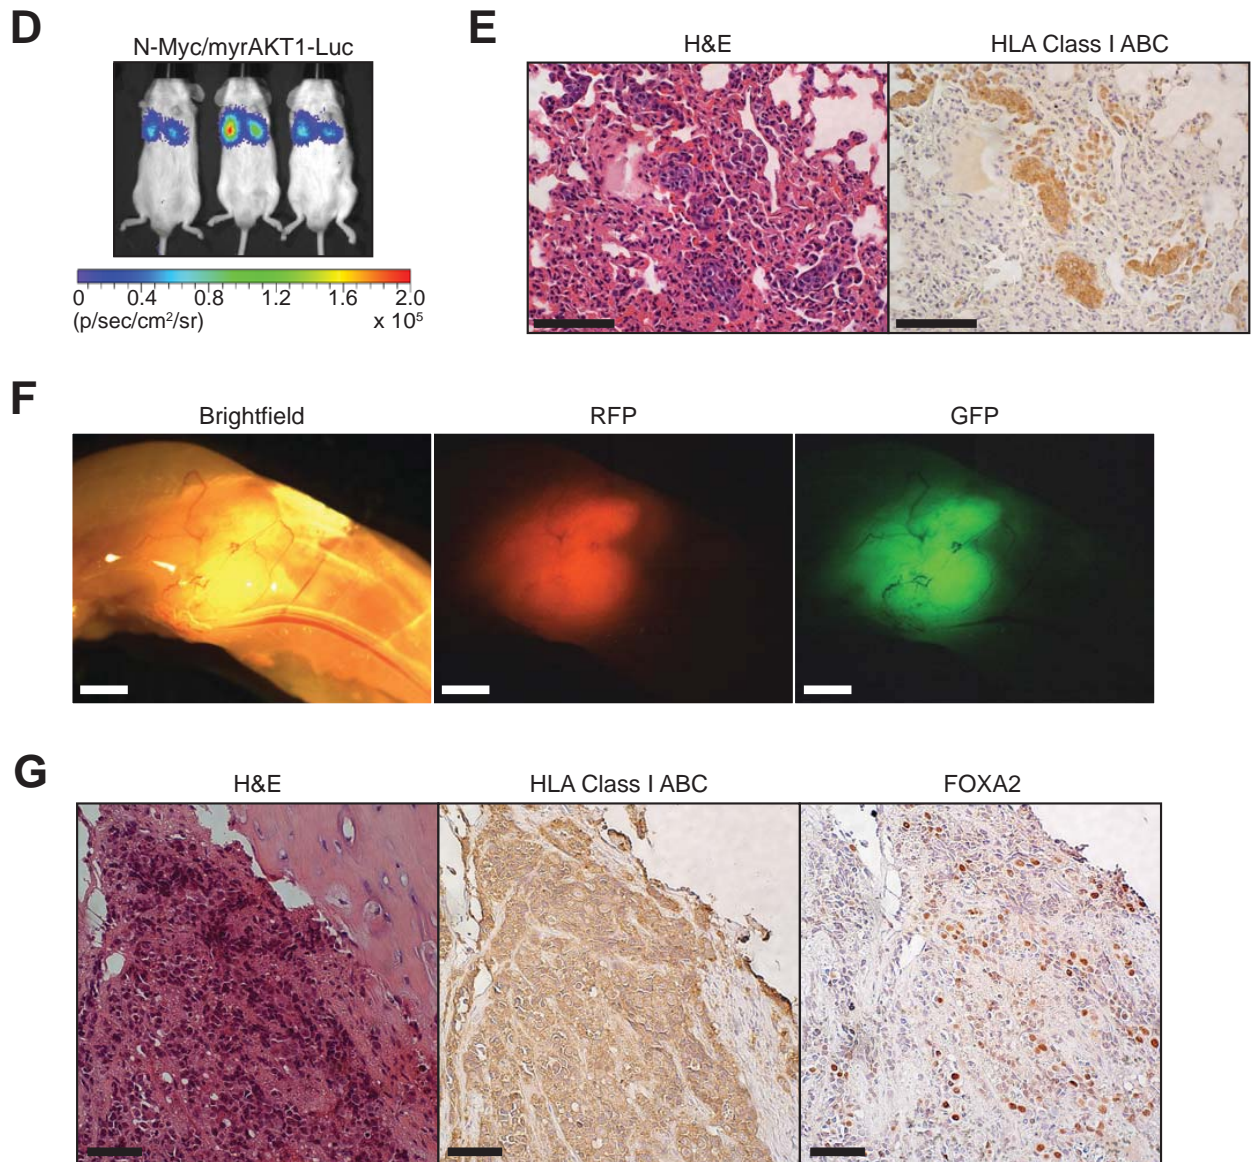 D
N-Myc/myrAKT1-Luc
0 0.4 0.8 1.2 1.6 2.0
(p/sec/cm²/sr) x 10⁵
E
H&E HLA Class I ABC
F
Brightfield RFP GFP
G
H&E HLA Class I ABC FOXA2